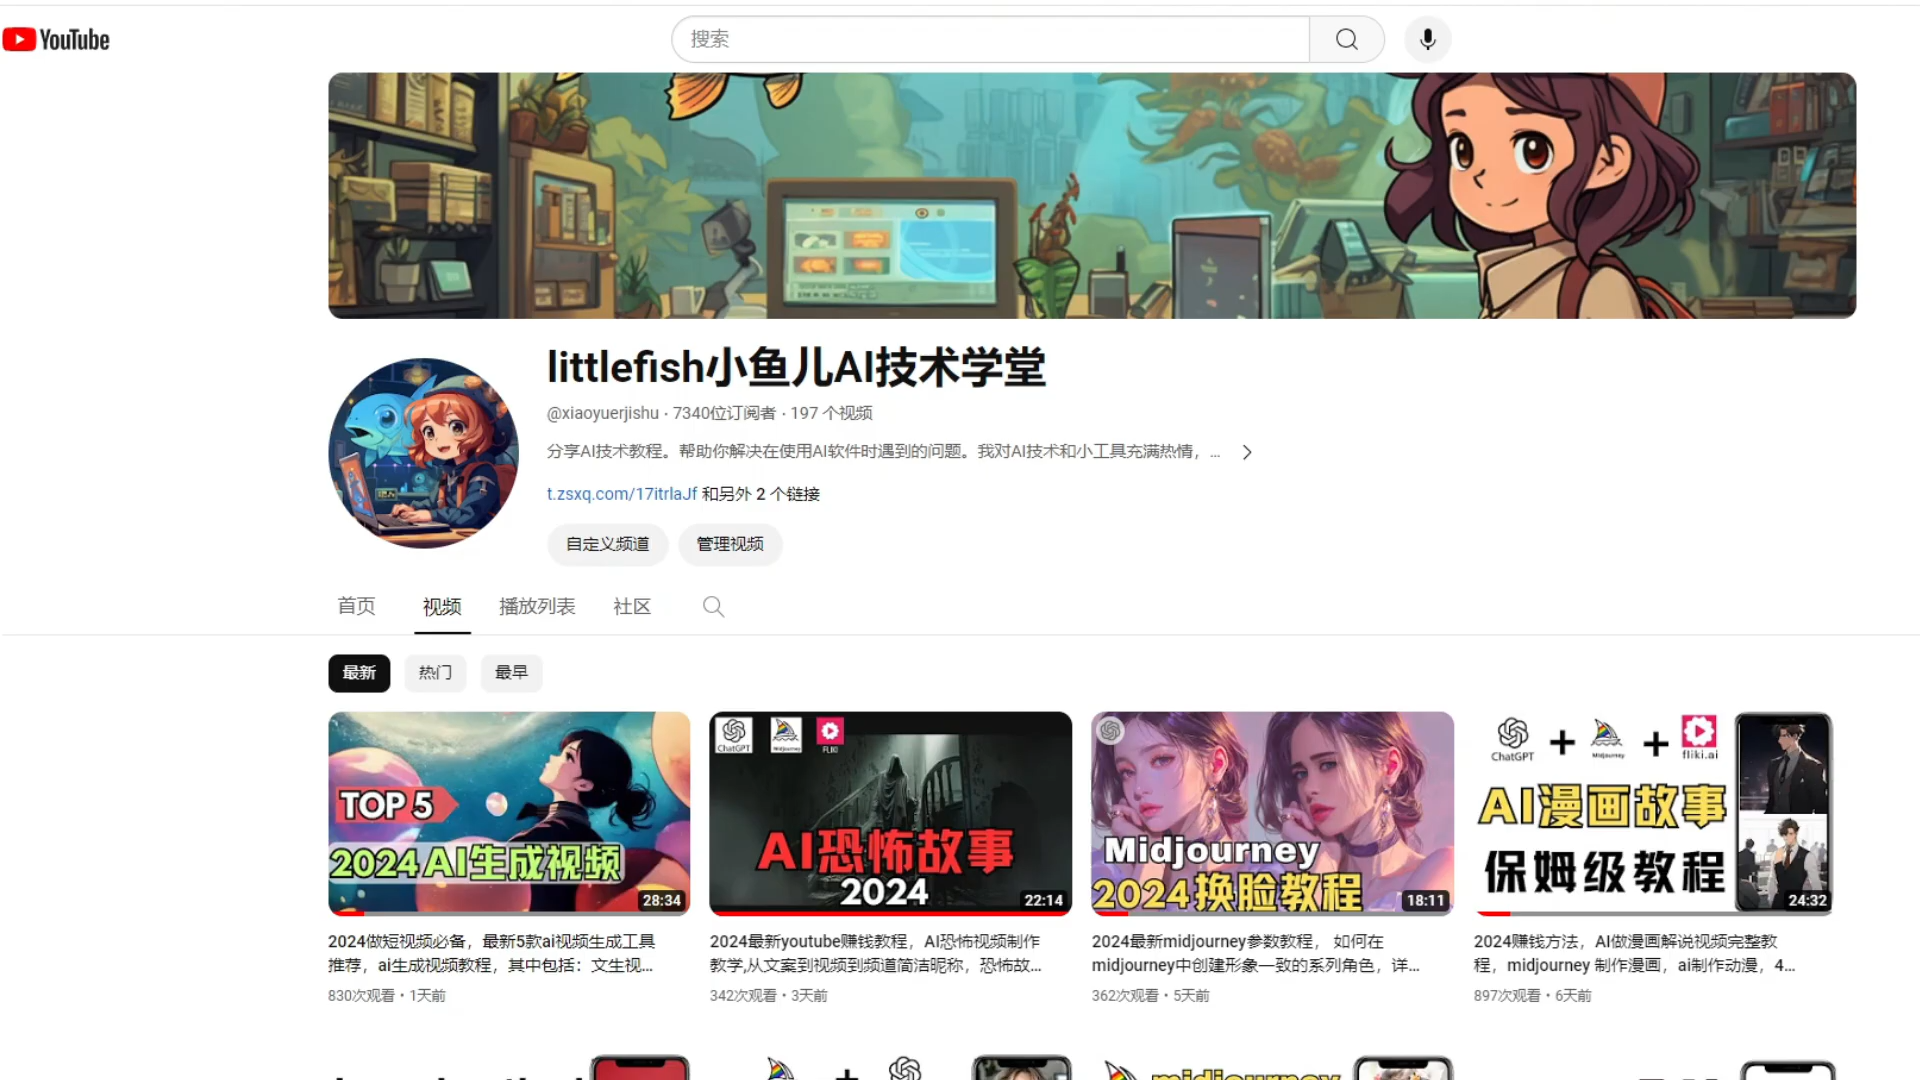 YouTube
搜索
littlefish小鱼儿AI技术学堂
@xiaoyuerjishu · 7340位订阅者 · 197 个视频
分享AI技术教程。帮助你解决在使用AI软件时遇到的问题。我对AI技术和小工具充满热情，...
t.zsxq.com/17itrlaJf 和另外 2 个链接
自定义频道
管理视频
首页
视频
播放列表
社区
最新
热门
最早
TOP 5
2024AI生成视频
28:34
2024做短视频必备，最新5款ai视频生成工具
推荐，ai生成视频教程，其中包括：文生视...
830次观看 • 1天前
ChatGPT
Midjourney
FLIKI
AI恐怖故事
2024
22:14
2024最新youtube赚钱教程，AI恐怖视频制作
教学,从文案到视频到频道简洁昵称，恐怖故...
342次观看 • 3天前
Midjourney
2024换脸教程
18:11
2024最新midjourney参数教程， 如何在
midjourney中创建形象一致的系列角色，详...
362次观看 • 5天前
ChatGPT
+
Midjourney
+
fliki.ai
AI漫画故事
保姆级教程
24:32
2024赚钱方法，AI做漫画解说视频完整教
程，midjourney 制作漫画，ai制作动漫，4...
897次观看 • 6天前
+
midjourney